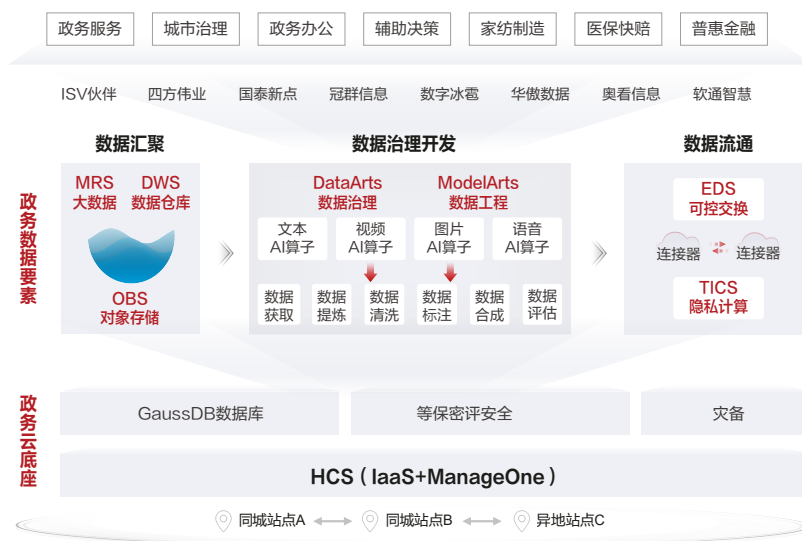 政务服务 城市治理 政务办公 辅助决策 家纺制造 医保快赔 普惠金融
ISV伙伴 四方伟业 国泰新点 冠群信息 数字冰雹 华傲数据 奥看信息 软通智慧
政务数据要素
数据汇聚
MRS
大数据
DWS
数据仓库
OBS
对象存储
数据治理开发
DataArts
数据治理
ModelArts
数据工程
文本
AI算子
视频
AI算子
图片
AI算子
语音
AI算子
数据
获取
数据
提炼
数据
清洗
数据
标注
数据
合成
数据
评估
数据流通
EDS
可控交换
连接器 连接器
TICS
隐私计算
政务云底座
GaussDB数据库 等保密评安全 灾备
HCS（IaaS+ManageOne）
同城站点A 同城站点B 异地站点C